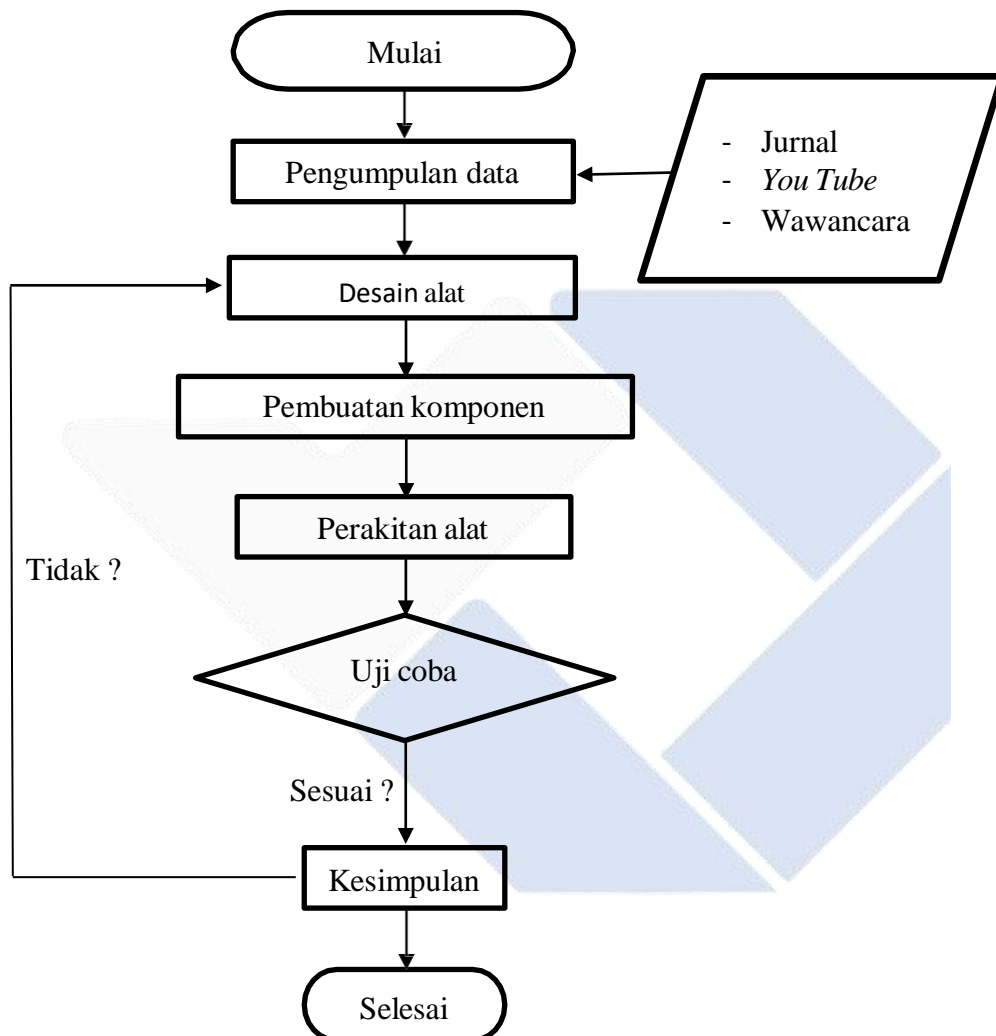 Mulai
Pengumpulan data
- Jurnal
- You Tube
- Wawancara
Desain alat
Pembuatan komponen
Perakitan alat
Tidak ?
Uji coba
Sesuai ?
Kesimpulan
Selesai